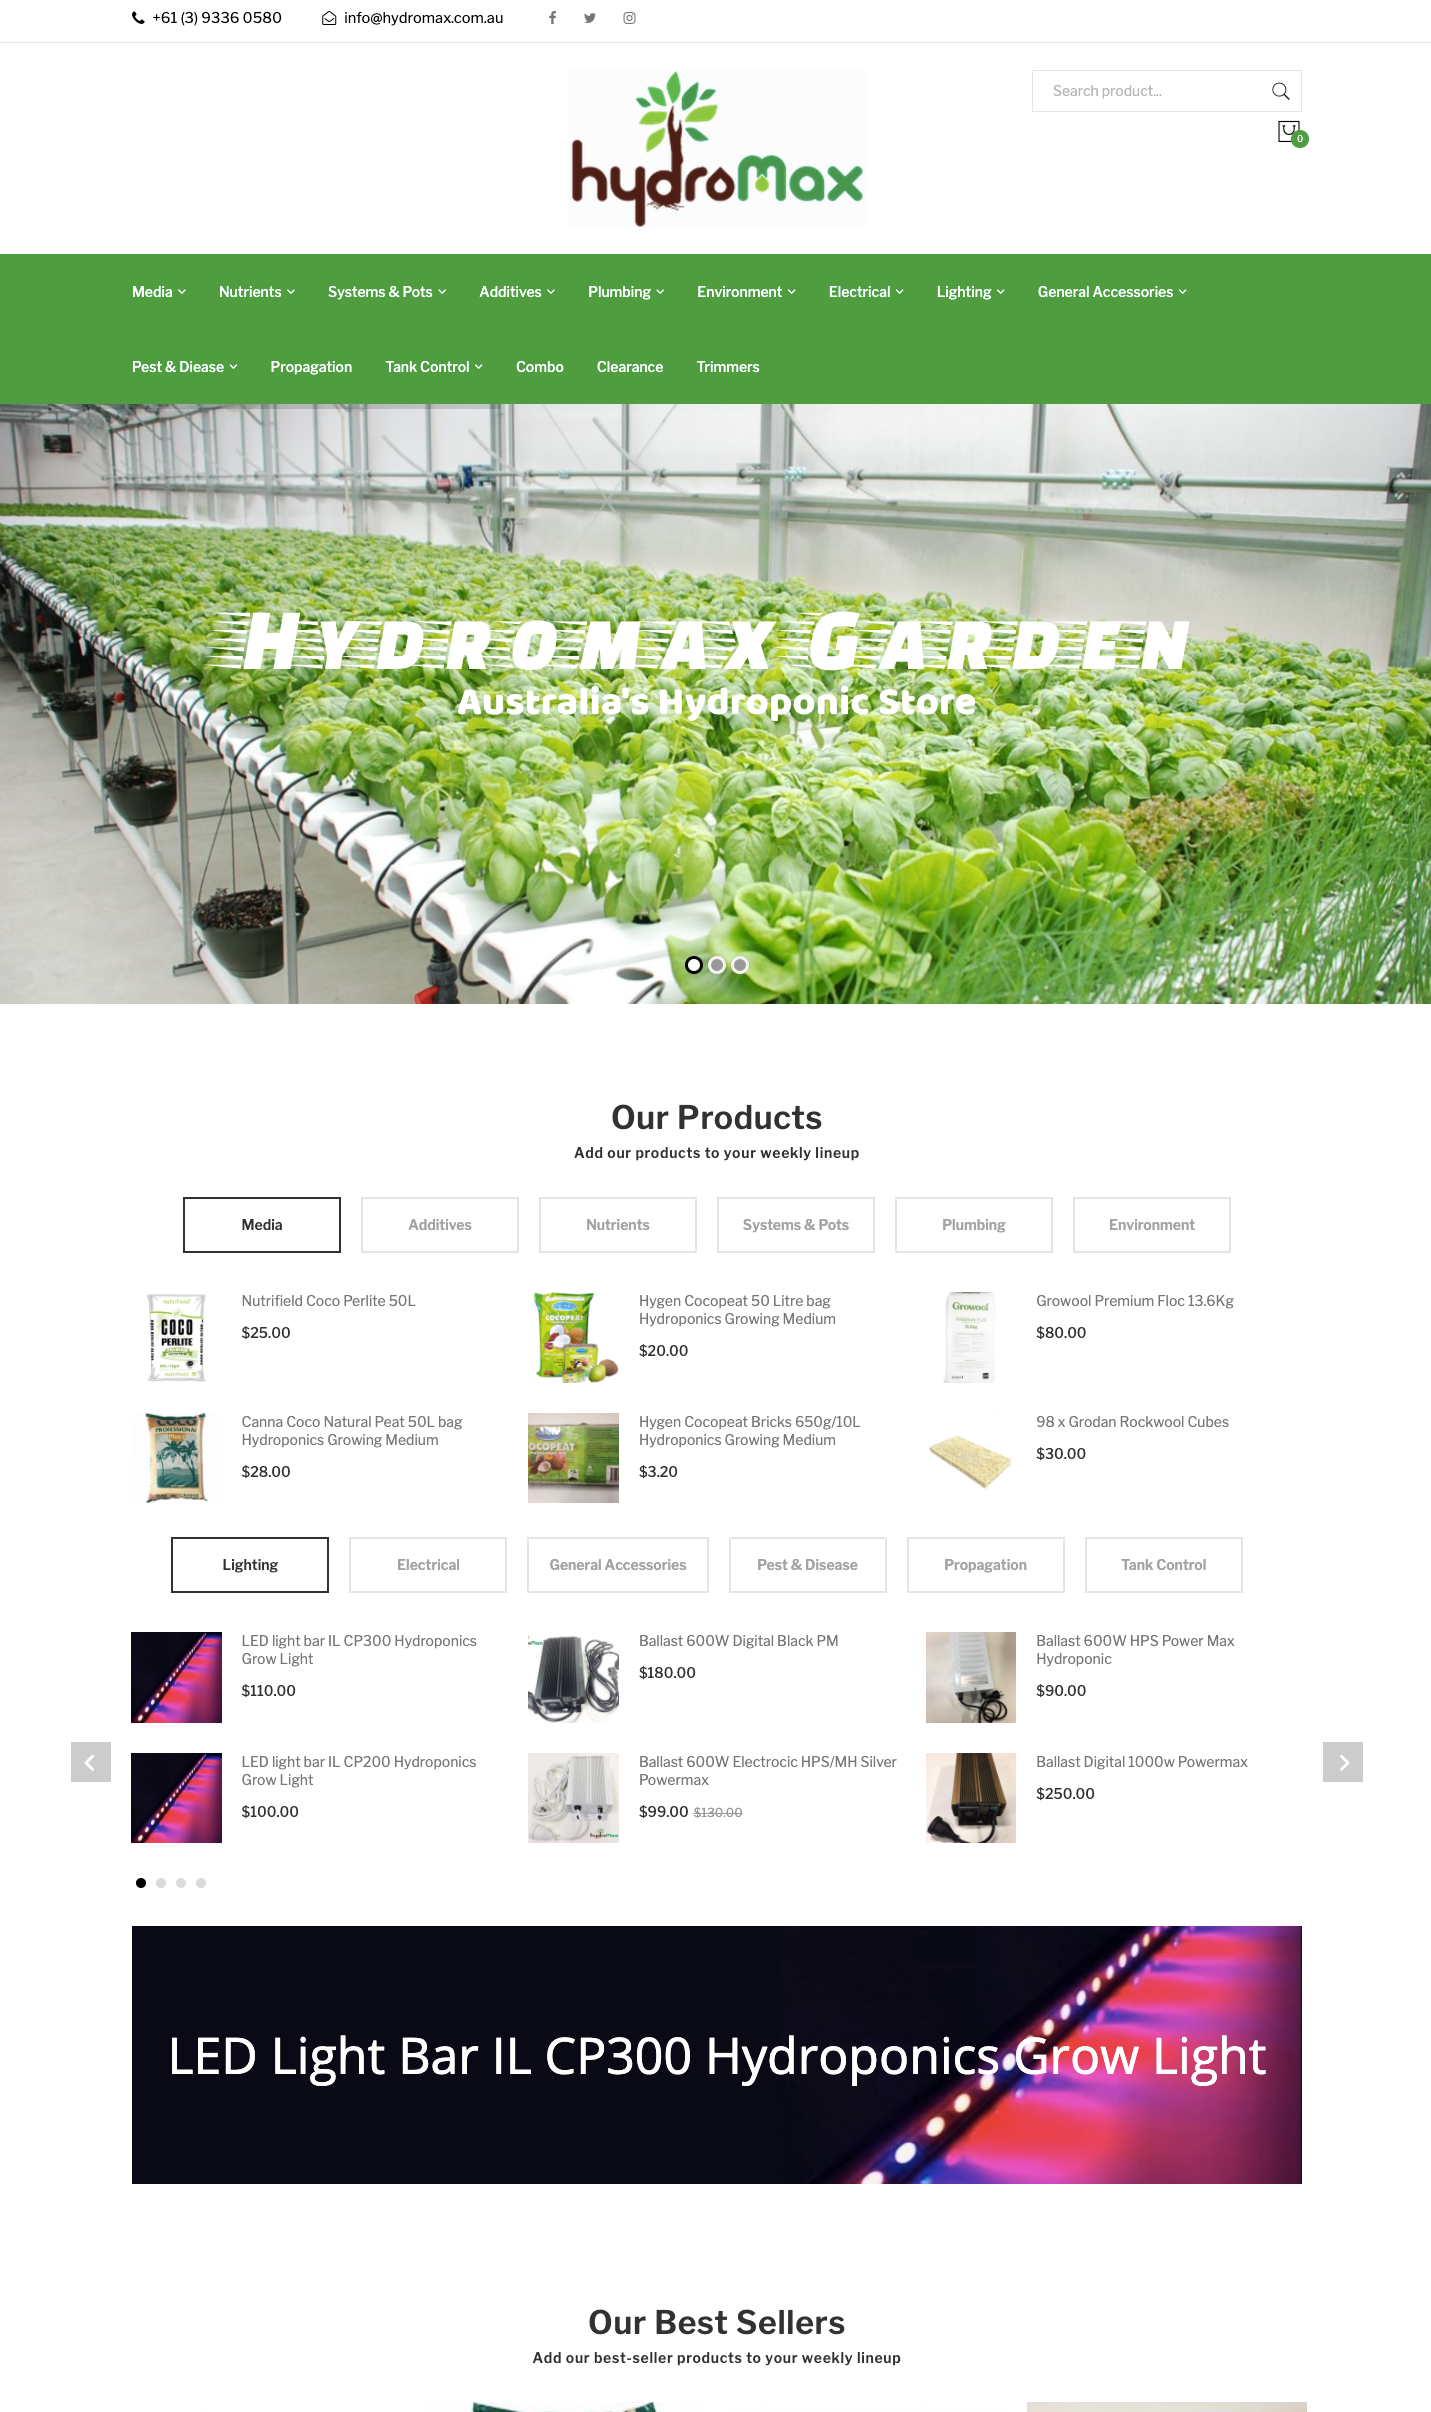 +61 (3) 9336 0580 info@hydromax.com.au
hydromax
Search product...
0
Media Nutrients Systems & Pots Additives Plumbing Environment Electrical Lighting General Accessories
Pest & Diease Propagation Tank Control Combo Clearance Trimmers
HYDROMAX GARDEN
Australia's Hydroponic Store
Our Products
Add our products to your weekly lineup
Media Additives Nutrients Systems & Pots Plumbing Environment
Nutrifield Coco Perlite 50L
$25.00
Hygen Cocopeat 50 Litre bag
Hydroponics Growing Medium
$20.00
Growool Premium Floc 13.6Kg
$80.00
nutrifield
COCO
PERLITE
COCOPEAT
Growool
Canna Coco Natural Peat 50L bag
Hydroponics Growing Medium
$28.00
Hygen Cocopeat Bricks 650g/10L
Hydroponics Growing Medium
$3.20
98 x Grodan Rockwool Cubes
$30.00
COCO
PROFESSIONAL
OCOPEAT
Lighting Electrical General Accessories Pest & Disease Propagation Tank Control
LED light bar IL CP300 Hydroponics
Grow Light
$110.00
Ballast 600W Digital Black PM
$180.00
Ballast 600W HPS Power Max
Hydroponic
$90.00
LED light bar IL CP200 Hydroponics
Grow Light
$100.00
Ballast 600W Electrocic HPS/MH Silver
Powermax
$99.00 $130.00
Ballast Digital 1000w Powermax
$250.00
hydroMax
LED Light Bar IL CP300 Hydroponics Grow Light
Our Best Sellers
Add our best-seller products to your weekly lineup